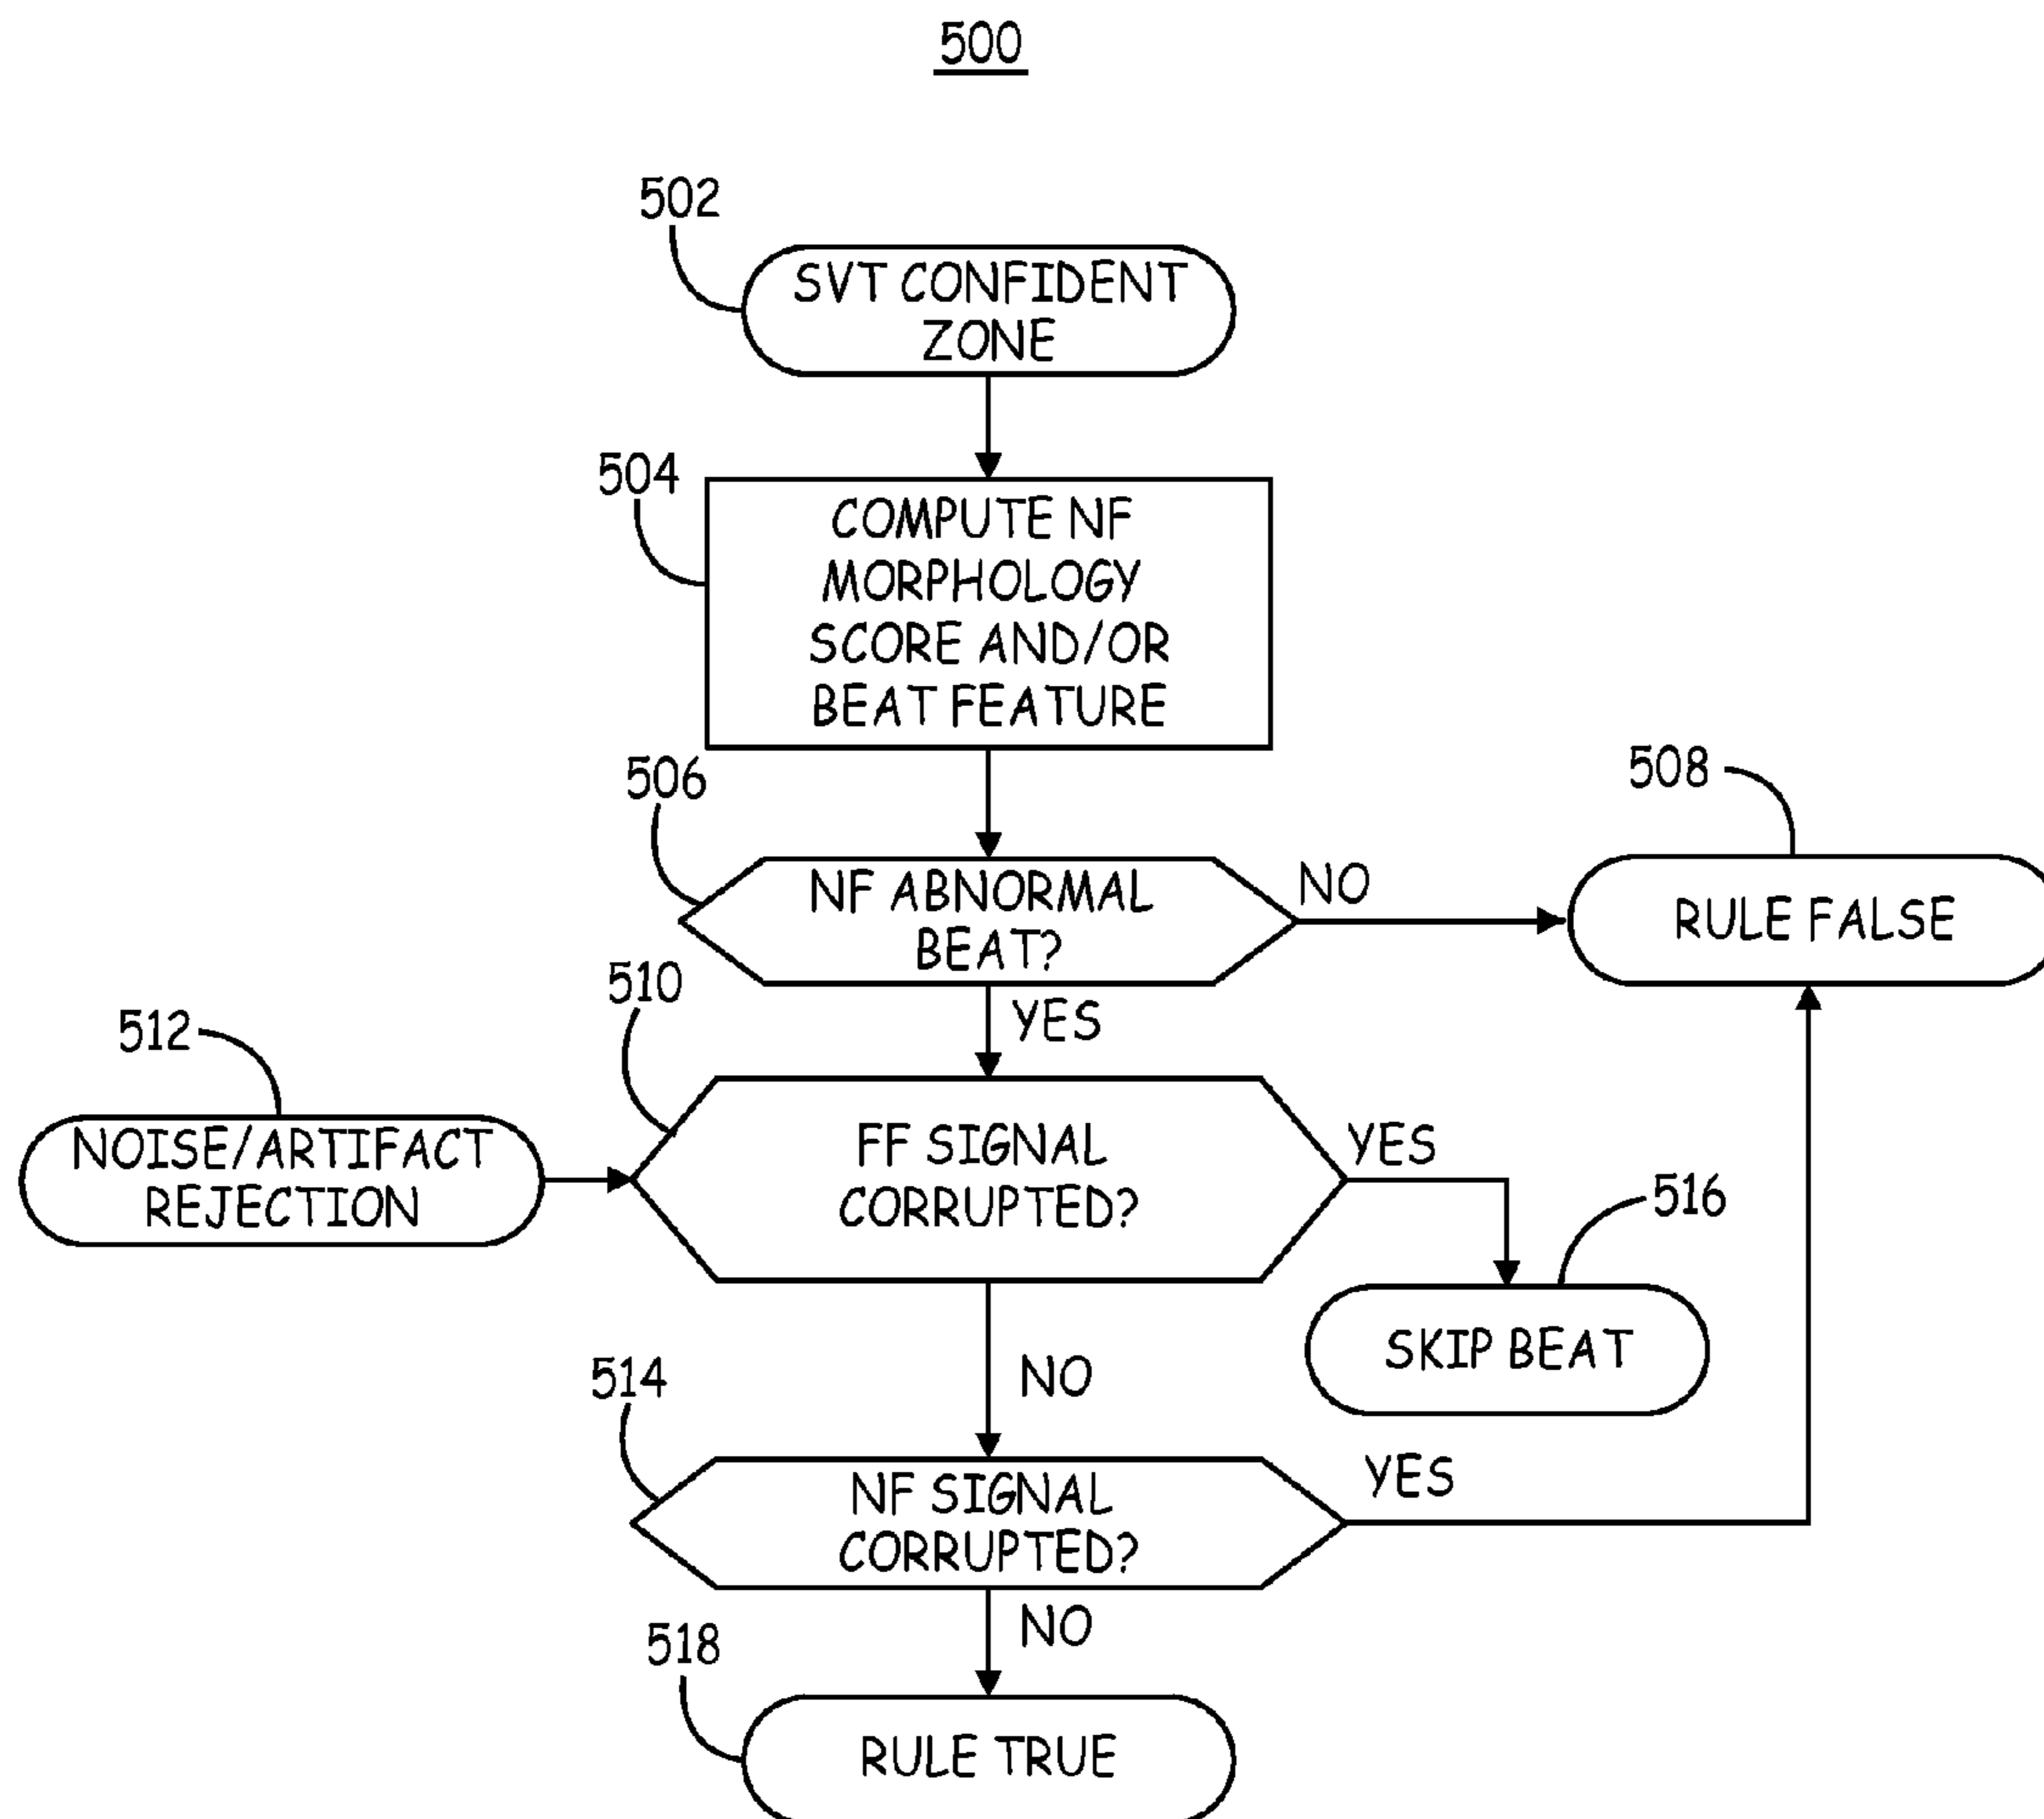 500
502
SVT CONFIDENT
ZONE
504
COMPUTE NF
MORPHOLOGY
SCORE AND/OR
BEAT FEATURE
506
NF ABNORMAL
BEAT?
NO
508
RULE FALSE
YES
510
512
NOISE/ARTIFACT
REJECTION
FF SIGNAL
CORRUPTED?
YES
516
SKIP BEAT
NO
514
NF SIGNAL
CORRUPTED?
YES
NO
518
RULE TRUE